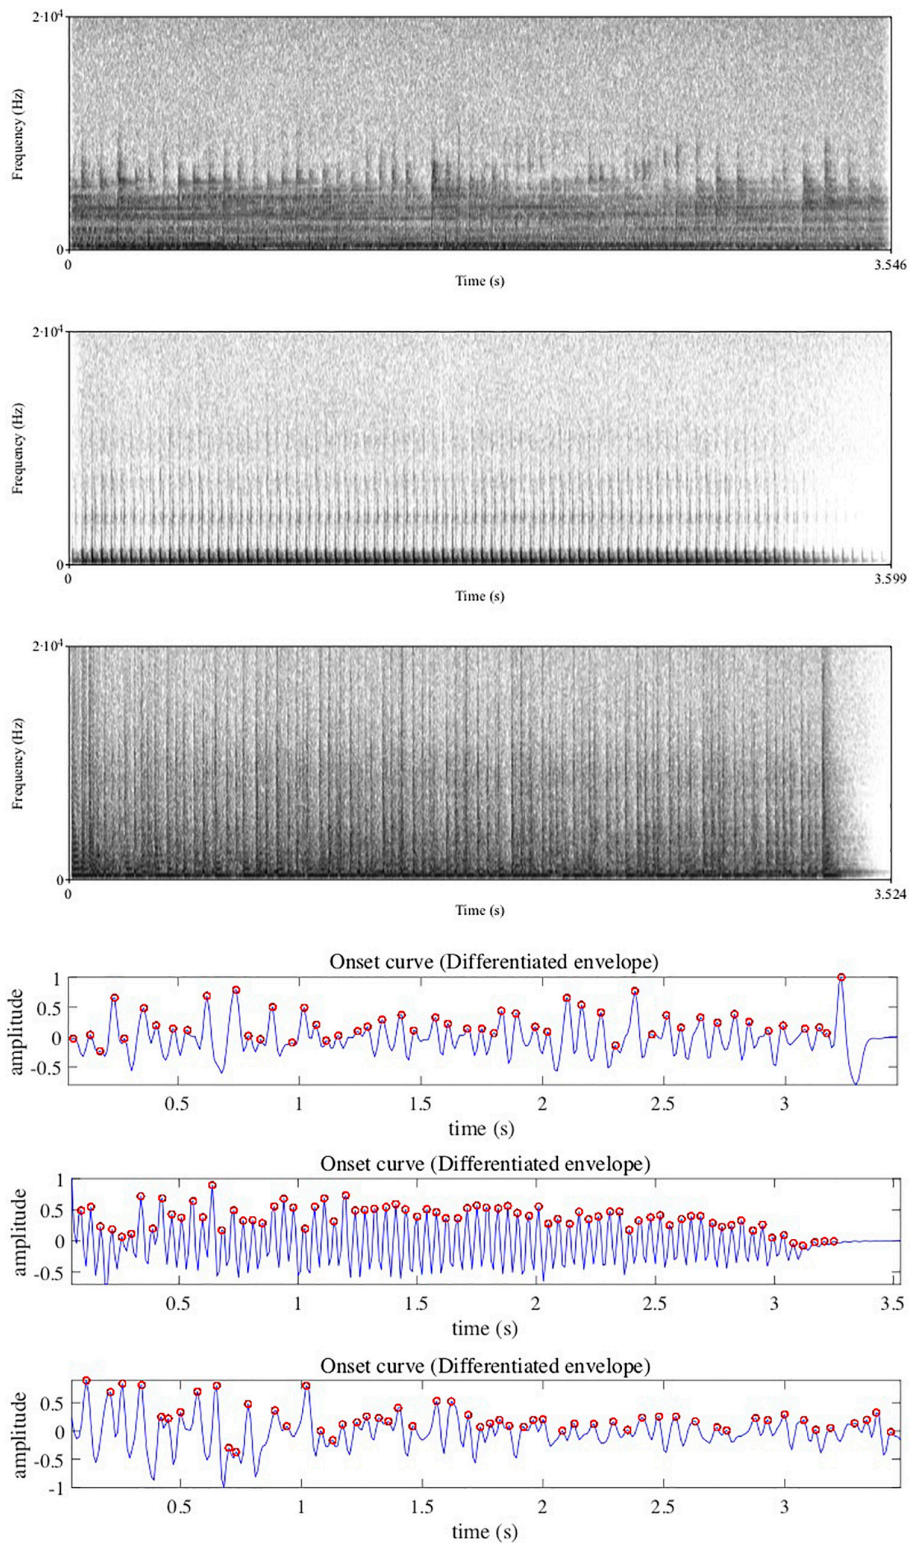 2·10⁴
Frequency (Hz)
0
0
3.546
Time (s)
2·10⁴
Frequency (Hz)
0
0
3.599
Time (s)
2·10⁴
Frequency (Hz)
0
0
3.524
Time (s)
Onset curve (Differentiated envelope)
1
0.5
0
-0.5
amplitude
0.5 1 1.5 2 2.5 3
time (s)
Onset curve (Differentiated envelope)
1
0.5
0
-0.5
amplitude
0.5 1 1.5 2 2.5 3 3.5
time (s)
Onset curve (Differentiated envelope)
0.5
0
-0.5
-1
amplitude
0.5 1 1.5 2 2.5 3
time (s)